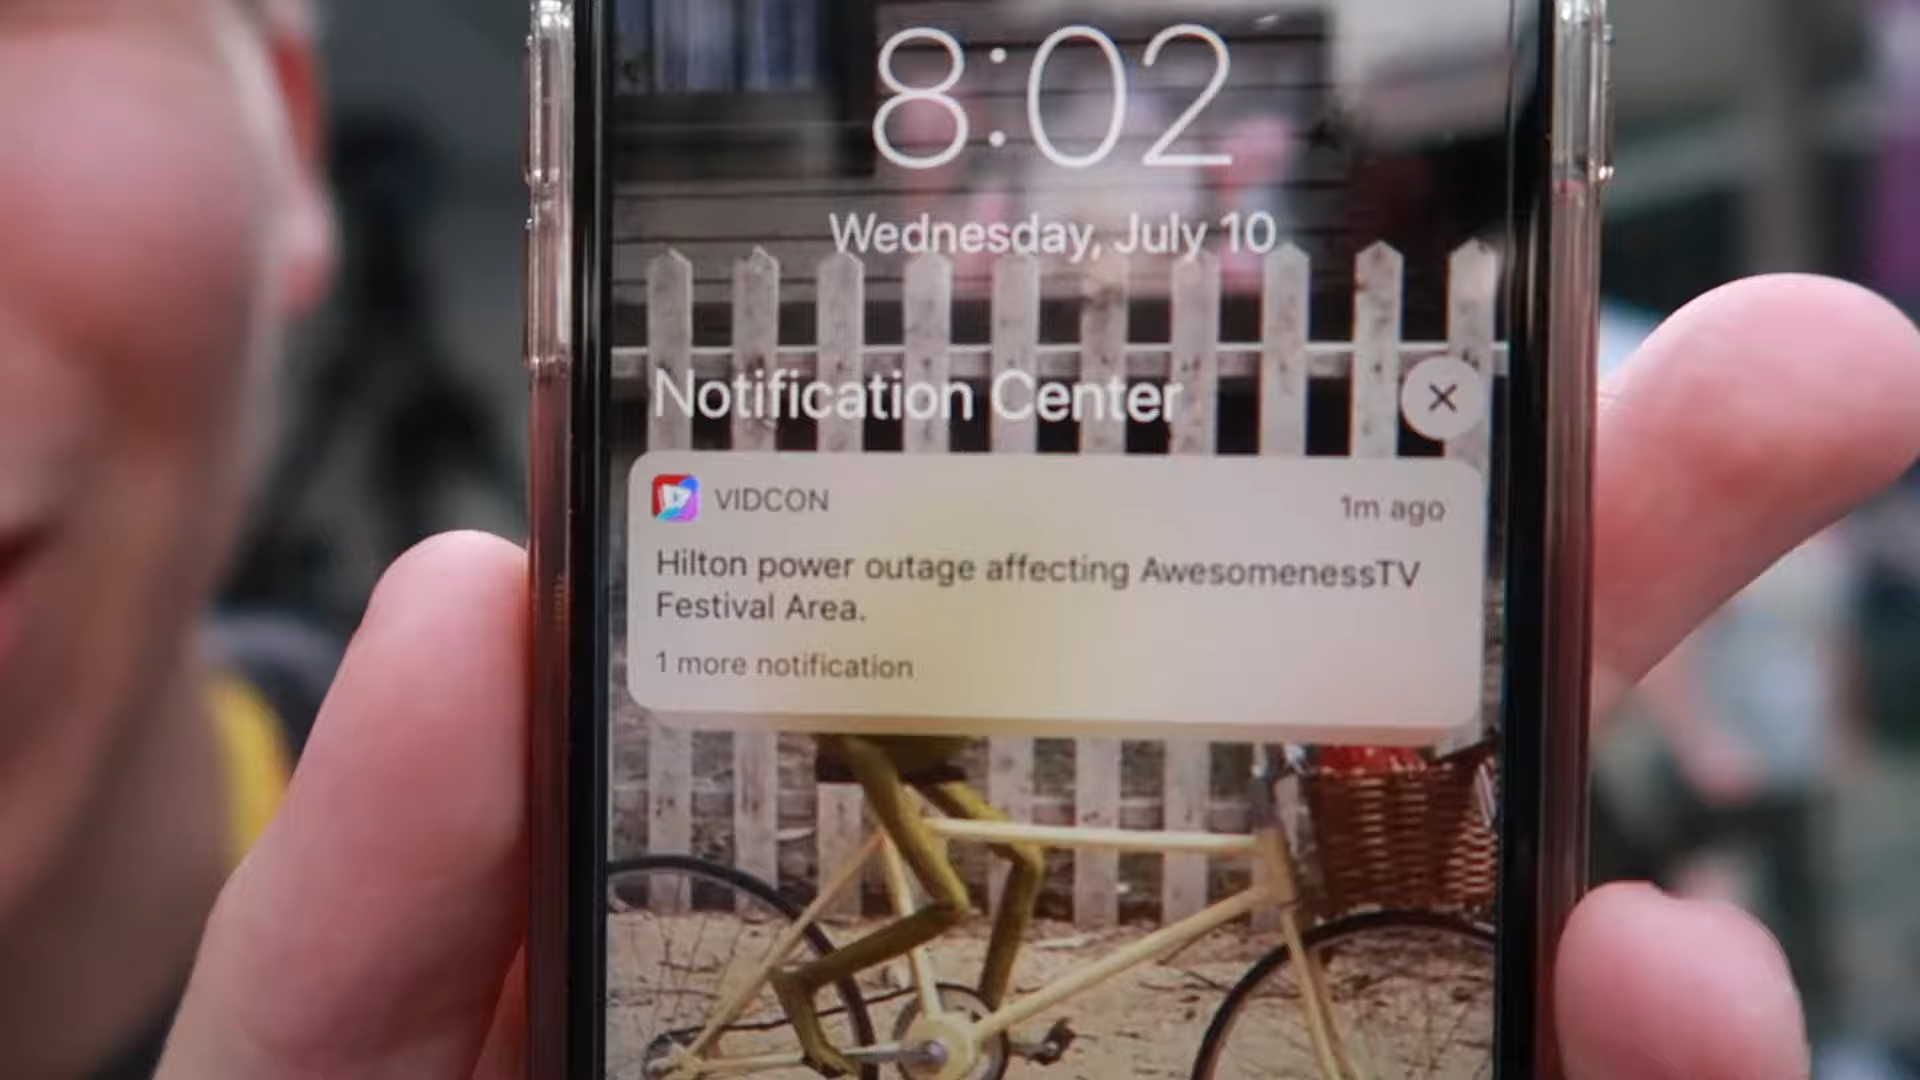 8:02
Wednesday, July 10
Notification Center
VIDCON
1m ago
Hilton power outage affecting AwesomenessTV
Festival Area.
1 more notification